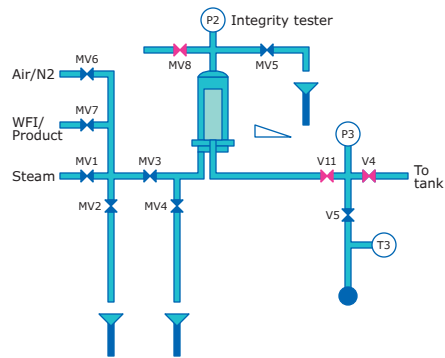 P2 Integrity tester
MV6
MV8
MV5
Air/N2
MV7
WFI/
Product
P3
MV1
MV3
V11
V4
Steam
To
tank
MV2
MV4
V5
T3